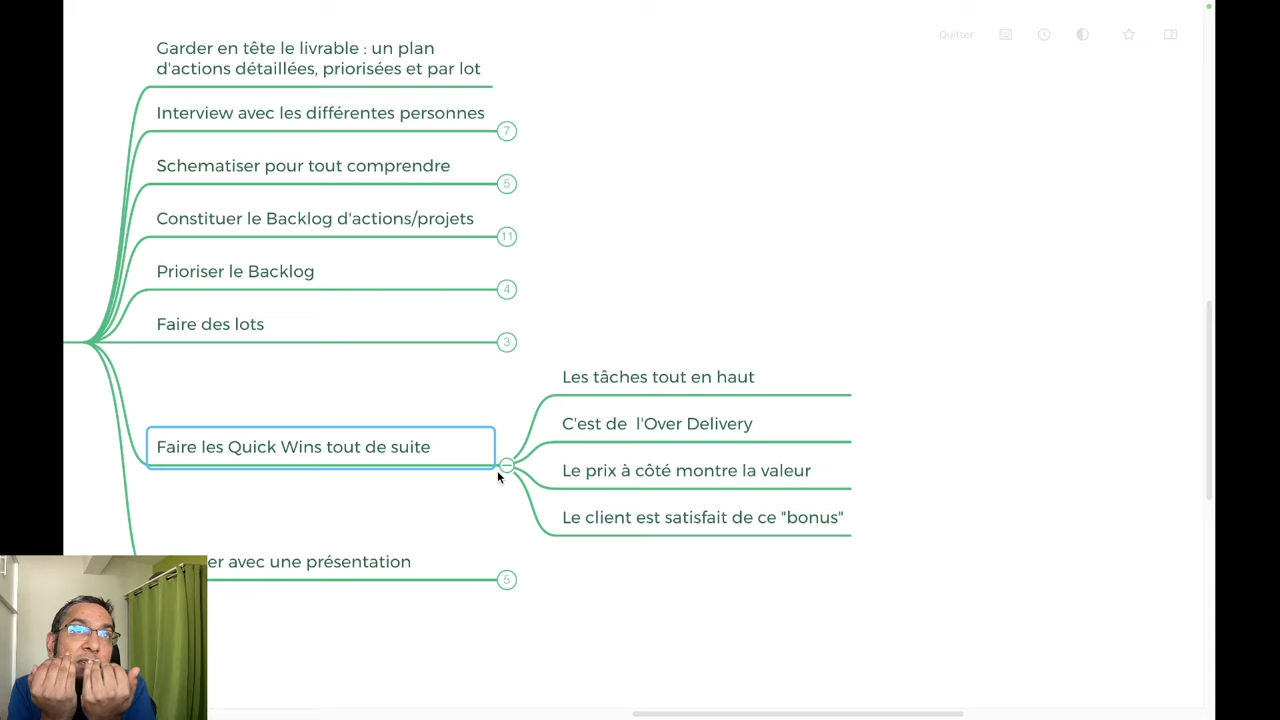 Quitter
Garder en tête le livrable : un plan
d'actions détaillées, priorisées et par lot
Interview avec les différentes personnes
7
Schematiser pour tout comprendre
5
Constituer le Backlog d'actions/projets
11
Prioriser le Backlog
4
Faire des lots
3
Faire les Quick Wins tout de suite
Les tâches tout en haut
C'est de  l'Over Delivery
Le prix à côté montre la valeur
Le client est satisfait de ce "bonus"
avec une présentation
5